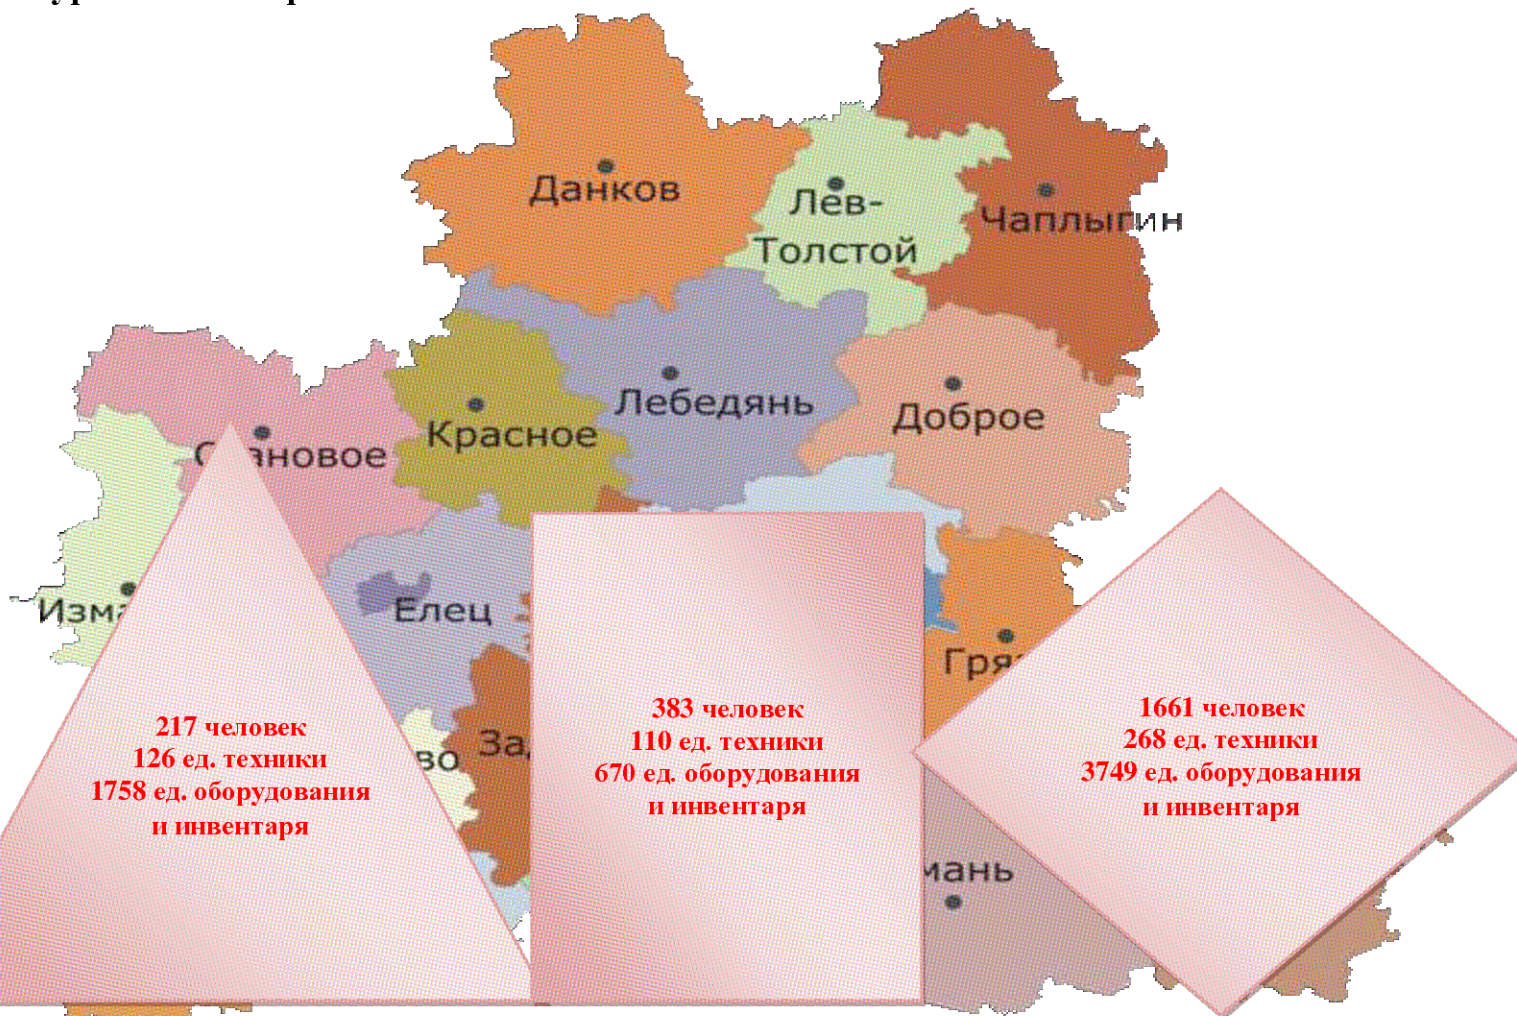 Данков
Лев-
Толстой
Чаплыгин
Лебедянь
Доброе
Красное
Становое
Елец
217 человек
126 ед. техники
1758 ед. оборудования
и инвентаря
383 человек
110 ед. техники
670 ед. оборудования
и инвентаря
1661 человек
268 ед. техники
3749 ед. оборудования
и инвентаря